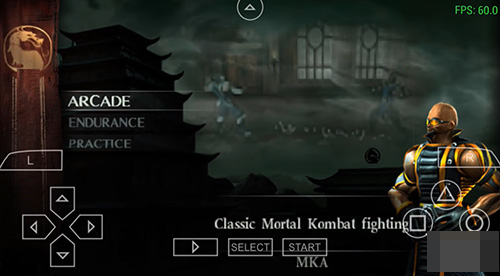 FPS: 60.0
ARCADE
ENDURANCE
PRACTICE
L
Classic Mortal Kombat fighting
SELECT
START
MKA